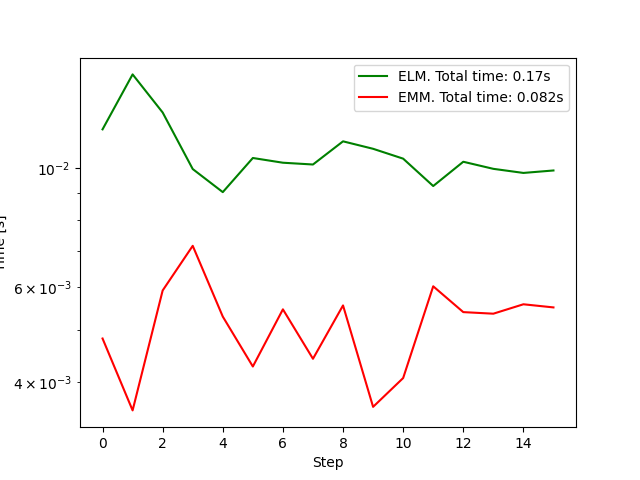 ELM. Total time: 0.17s
EMM. Total time: 0.082s
Time [s]
10⁻²
6 × 10⁻³
4 × 10⁻³
0 2 4 6 8 10 12 14
Step